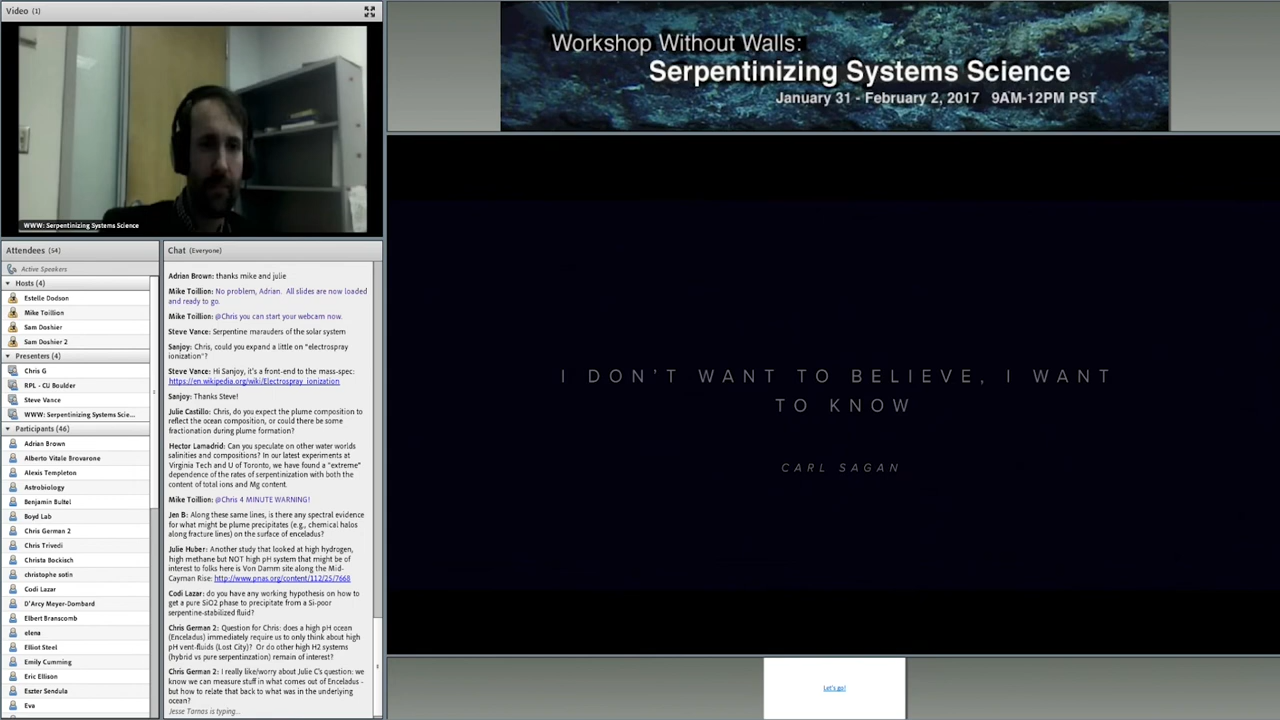 Video (1)
WWW: Serpentinizing Systems Science
Workshop Without Walls:
Serpentinizing Systems Science
January 31 - February 2, 2017 9AM-12PM PST
Attendees (54)
Active Speakers
Hosts (4)
Estelle Dodson
Mike Toillion
Sam Doshier
Sam Doshier 2
Presenters (4)
Chris G
RPL - CU Boulder
Steve Vance
WWW: Serpentinizing Systems Scie...
Participants (46)
Adrian Brown
Alberto Vitale Brovarone
Alexis Templeton
Astrobiology
Benjamin Bultel
Boyd Lab
Chris German 2
Chris Trivedi
Christa Bockisch
christophe sotin
Codi Lazar
D'Arcy Meyer-Dombard
Elbert Branscomb
elena
Elliot Steel
Emily Cumming
Eric Ellison
Eszter Sendula
Eva
Chat (Everyone)
Adrian Brown: thanks mike and julie
Mike Toillion: No problem, Adrian. All slides are now loaded
and ready to go.
Mike Toillion: @Chris you can start your webcam now.
Steve Vance: Serpentine marauders of the solar system
Sanjoy: Chris, could you expand a little on "electrospray
ionization"?
Steve Vance: Hi Sanjoy, it's a front-end to the mass-spec:
https://en.wikipedia.org/wiki/Electrospray_ionization
Sanjoy: Thanks Steve!
Julie Castillo: Chris, do you expect the plume composition to
reflect the ocean composition, or could there be some
fractionation during plume formation?
Hector Lamadrid: Can you speculate on other water worlds
salinities and compositions? In our latest experiments at
Virginia Tech and U of Toronto, we have found a "extreme"
dependence of the rates of serpentinization with both the
content of total ions and Mg content.
Mike Toillion: @Chris 4 MINUTE WARNING!
Jen B: Along these same lines, is there any spectral evidence
for what might be plume precipitates (e.g., chemical halos
along fracture lines) on the surface of enceladus?
Julie Huber: Another study that looked at high hydrogen,
high methane but NOT high pH system that might be of
interest to folks here is Von Damm site along the Mid-
Cayman Rise: http://www.pnas.org/content/112/25/7668
Codi Lazar: do you have any working hypothesis on how to
get a pure SiO2 phase to precipitate from a Si-poor
serpentine-stabilized fluid?
Chris German 2: Question for Chris: does a high pH ocean
(Enceladus) immediately require us to only think about high
pH vent-fluids (Lost City)? Or do other high H2 systems
(hybrid vs pure serpentinzation) remain of interest?
Chris German 2: I really like/worry about Julie C's question: we
know we can measure stuff in what comes out of Enceladus -
but how to relate that back to what was in the underlying
ocean?
Jesse Tarnas is typing...
I DON'T WANT TO BELIEVE, I WANT
TO KNOW
CARL SAGAN
Let's go!